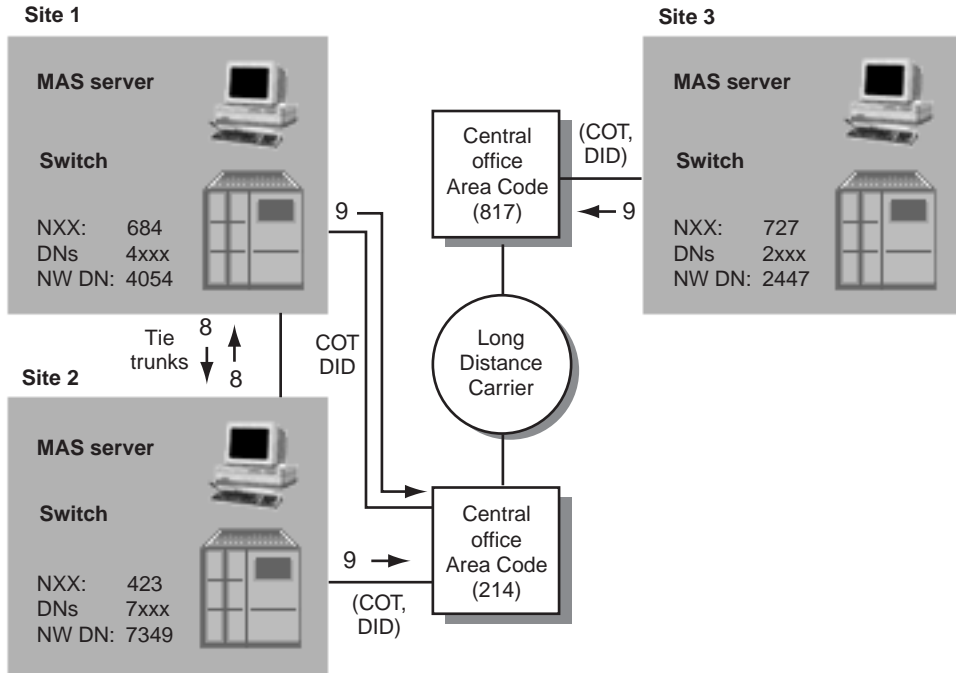 Site 1
MAS server
Switch
NXX: 684
DNs 4xxx
NW DN: 4054
Tie
trunks
8
8
Site 2
MAS server
Switch
NXX: 423
DNs 7xxx
NW DN: 7349
9
COT
DID
9
(COT,
DID)
Central
office
Area Code
(817)
Long
Distance
Carrier
Central
office
Area Code
(214)
(COT,
DID)
9
Site 3
MAS server
Switch
NXX: 727
DNs 2xxx
NW DN: 2447